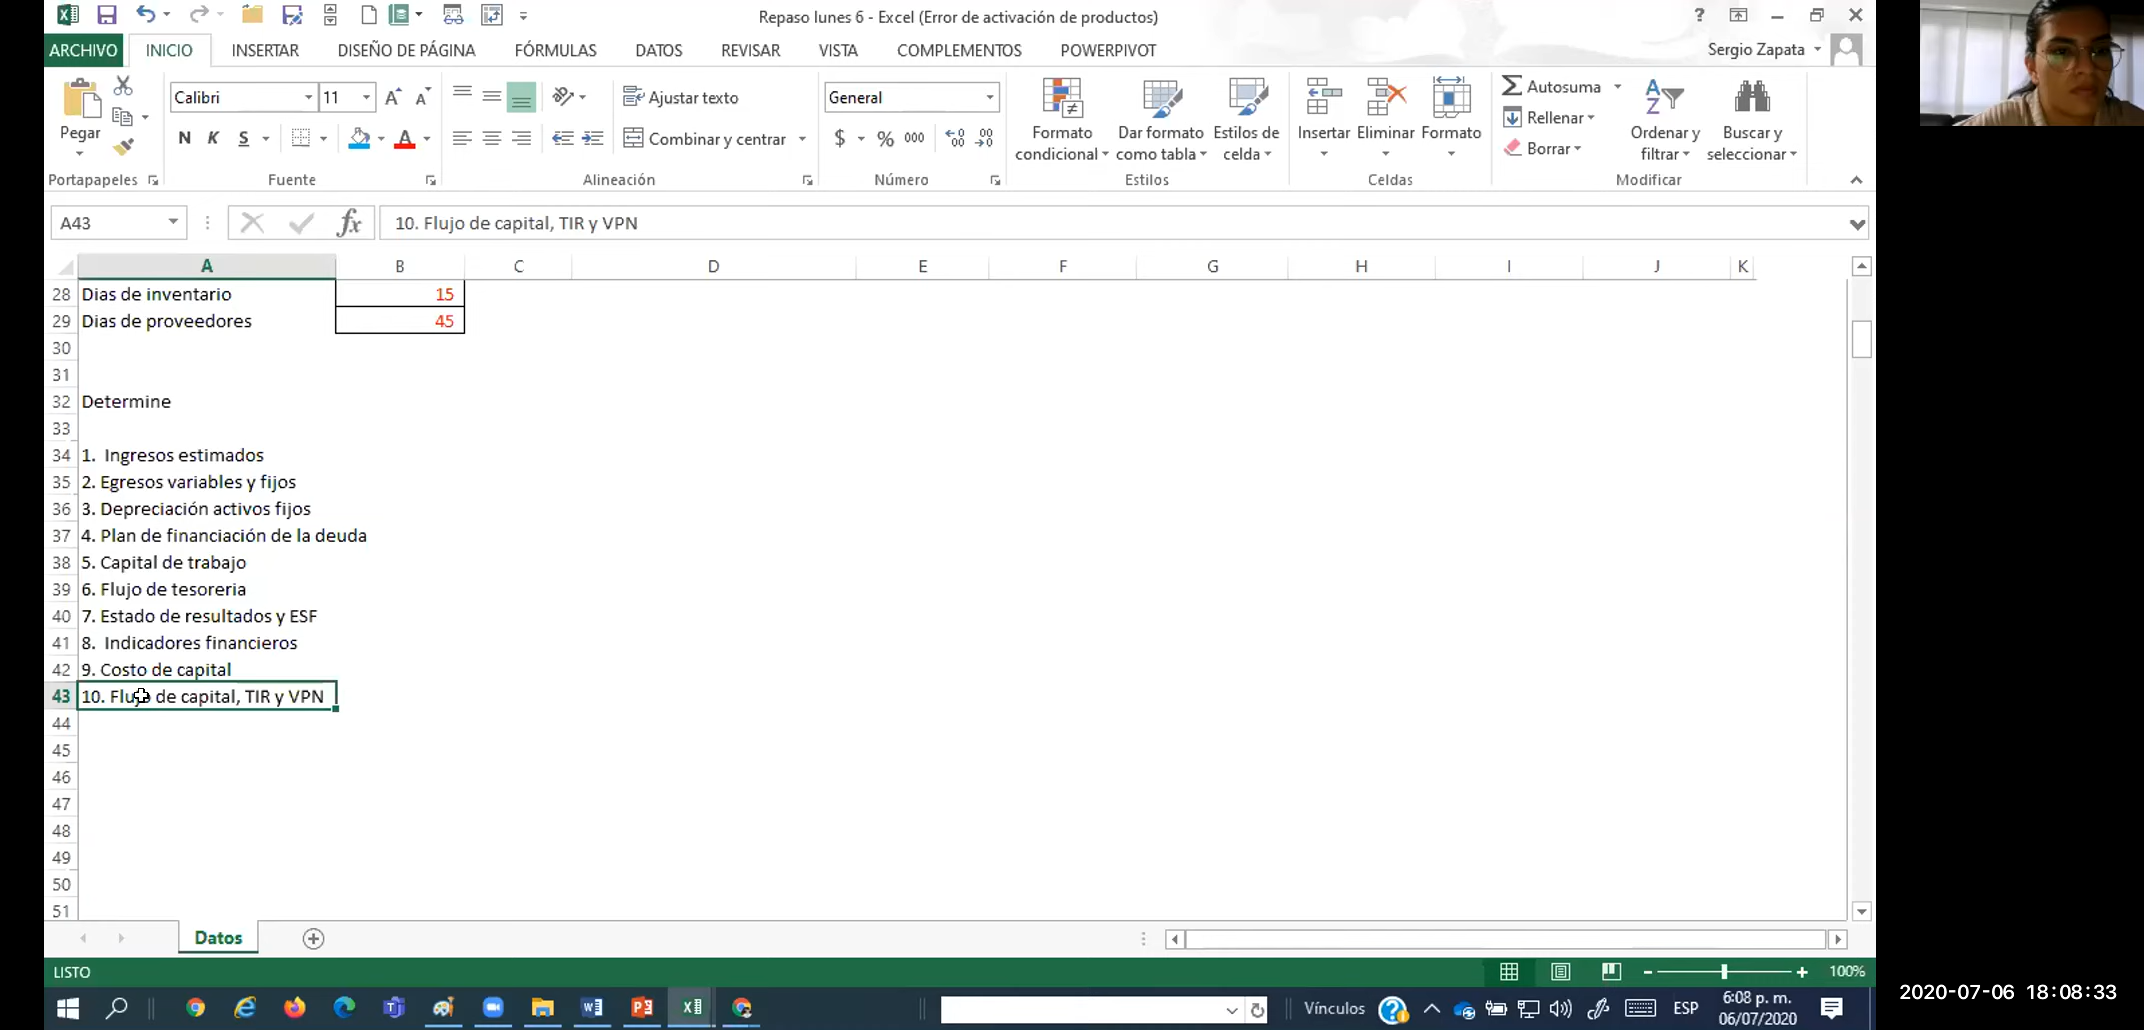 Repaso lunes 6 - Excel (Error de activación de productos)
ARCHIVO INICIO INSERTAR DISEÑO DE PÁGINA FÓRMULAS DATOS REVISAR VISTA COMPLEMENTOS POWERPIVOT Sergio Zapata
Pegar
Calibri 11
N K S
Ajustar texto
Combinar y centrar
General
$ % 000
Formato condicional
Dar formato como tabla
Estilos de celda
Insertar Eliminar Formato
Autosuma
Rellenar
Borrar
Ordenar y filtrar
Buscar y seleccionar
Portapapeles Fuente Alineación Número Estilos Celdas Modificar
A43 fx 10. Flujo de capital, TIR y VPN
A B C D E F G H I J K
28 Dias de inventario 15
29 Dias de proveedores 45
30
31
32 Determine
33
34 1. Ingresos estimados
35 2. Egresos variables y fijos
36 3. Depreciación activos fijos
37 4. Plan de financiación de la deuda
38 5. Capital de trabajo
39 6. Flujo de tesoreria
40 7. Estado de resultados y ESF
41 8. Indicadores financieros
42 9. Costo de capital
43 10. Flujo de capital, TIR y VPN
44
45
46
47
48
49
50
51
Datos
LISTO 100%
Vínculos ESP 6:08 p. m.
06/07/2020
2020-07-06 18:08:33